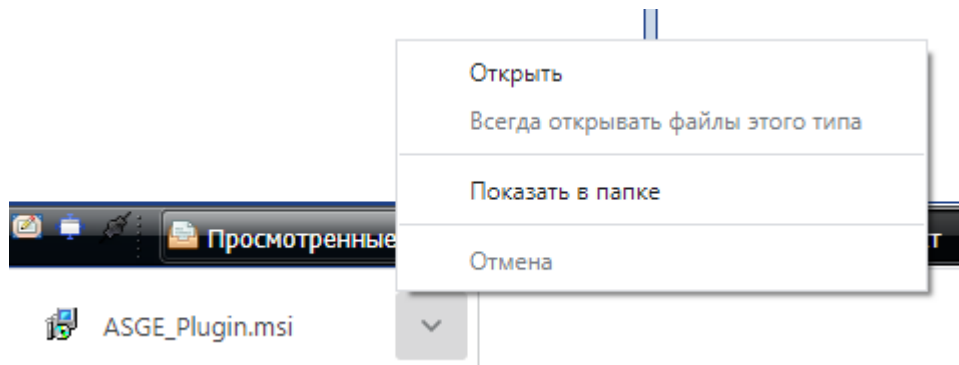 Открыть
Всегда открывать файлы этого типа
Показать в папке
Просмотренные
т
Отмена
ASGE_Plugin.msi